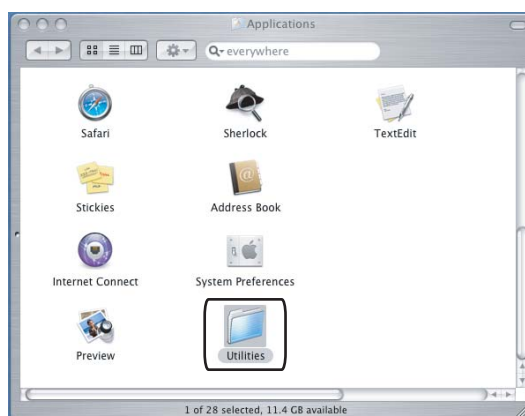 Applications
everywhere
Safari
Sherlock
TextEdit
Stickies
Address Book
Internet Connect
System Preferences
Preview
Utilities
1 of 28 selected, 11.4 GB available